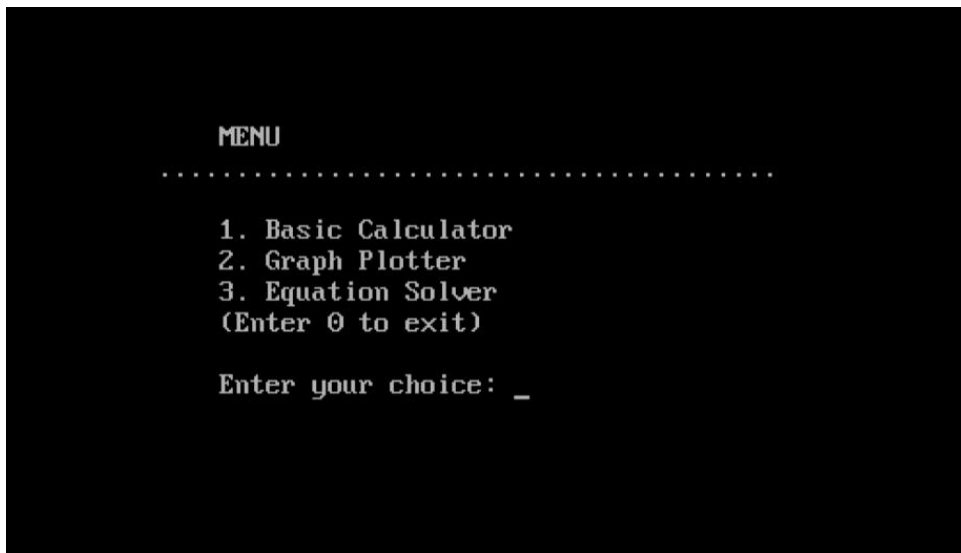 MENU
........................................
1. Basic Calculator
2. Graph Plotter
3. Equation Solver
(Enter 0 to exit)
Enter your choice: _